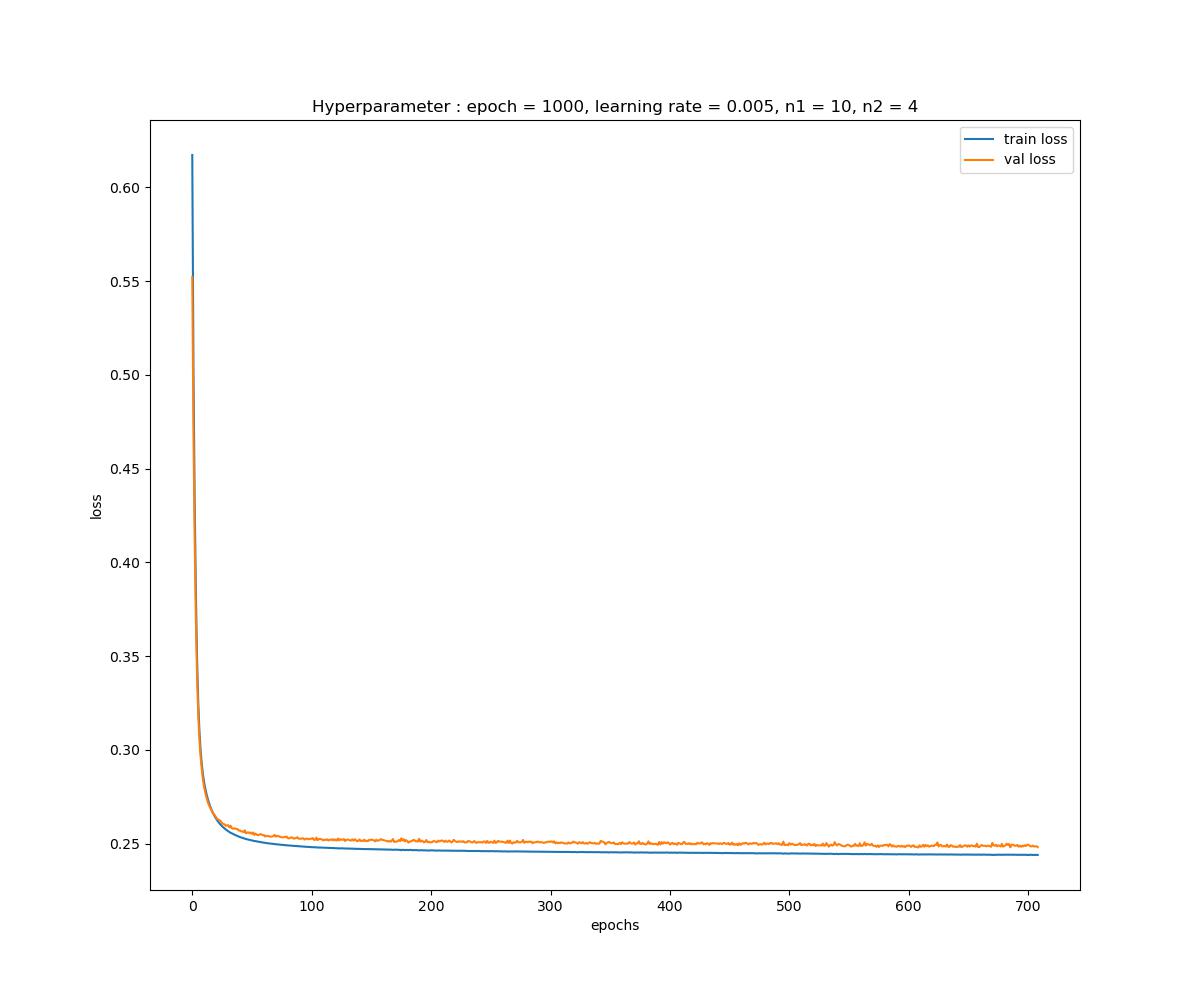 Hyperparameter : epoch = 1000, learning rate = 0.005, n1 = 10, n2 = 4
train loss
val loss
0.60
0.55
0.50
0.45
0.40
0.35
0.30
0.25
loss
0 100 200 300 400 500 600 700
epochs